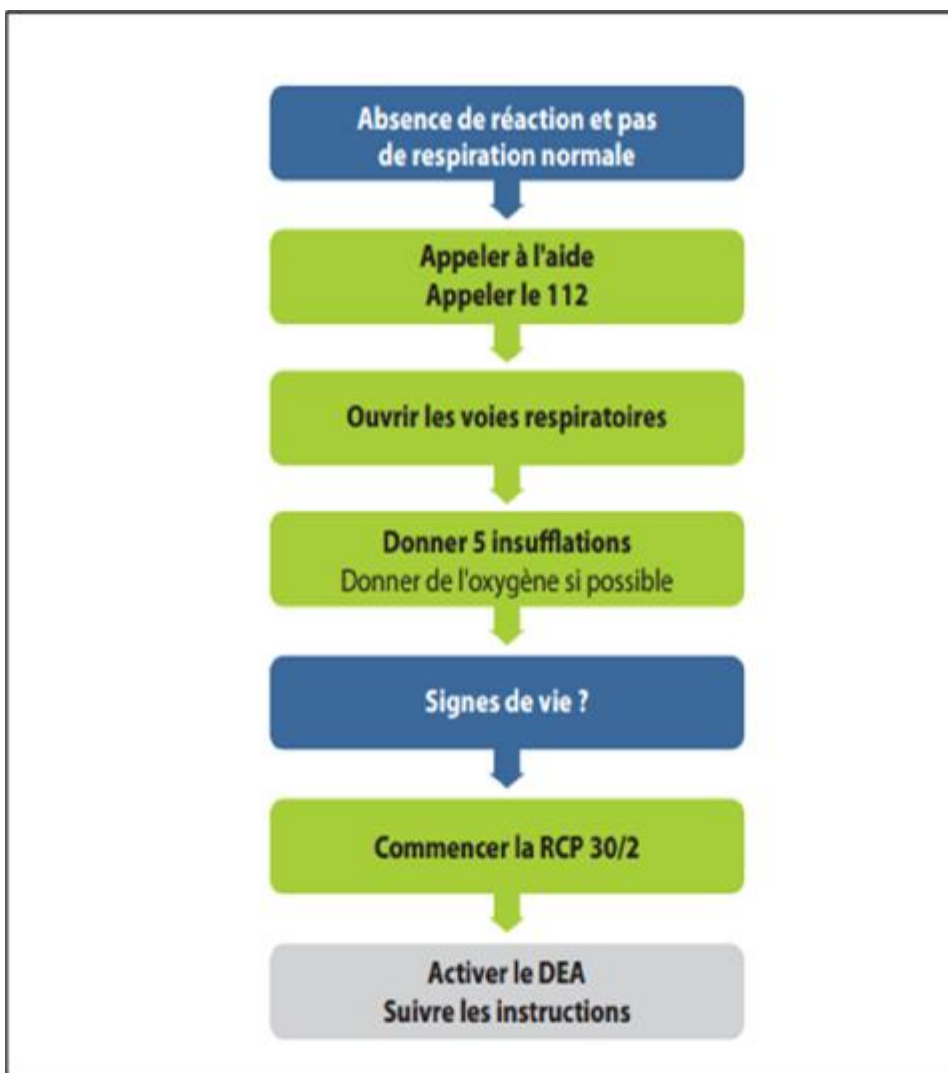 Absence de réaction et pas
de respiration normale
Appeler à l'aide
Appeler le 112
Ouvrir les voies respiratoires
Donner 5 insufflations
Donner de l'oxygène si possible
Signes de vie ?
Commencer la RCP 30/2
Activer le DEA
Suivre les instructions